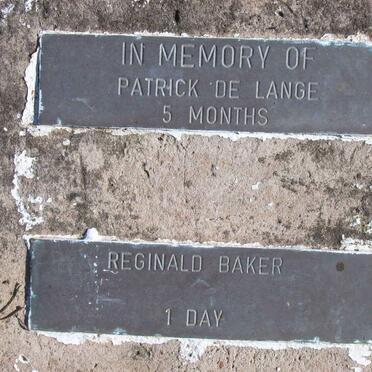 IN MEMORY OF
PATRICK DE LANGE
5 MONTHS
REGINALD BAKER
1 DAY